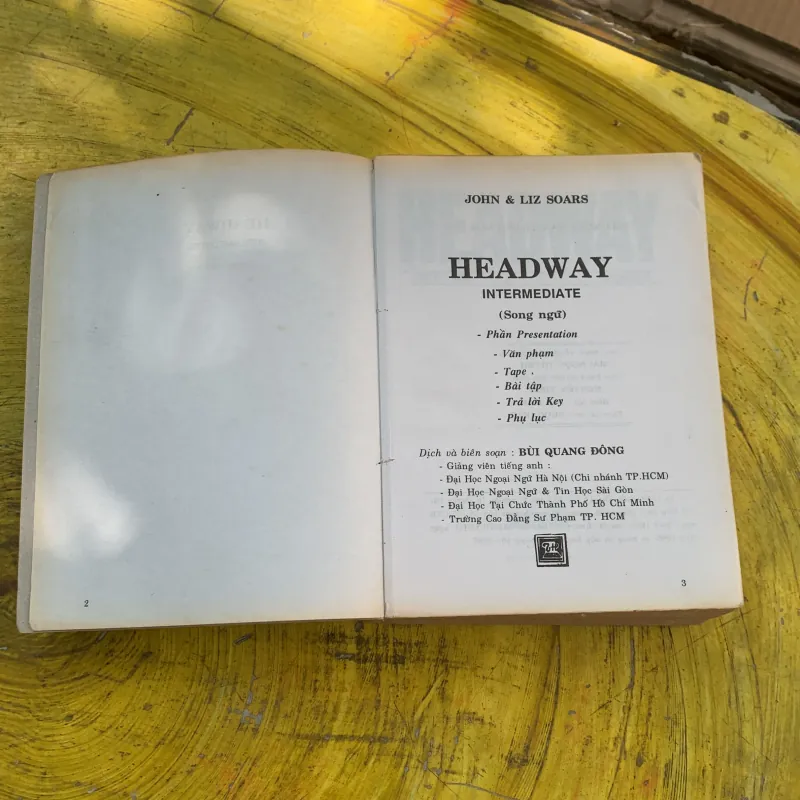 2
JOHN & LIZ SOARS
HEADWAY
INTERMEDIATE
(Song ngữ)
- Phần Presentation
- Văn phạm
- Tape .
- Bài tập
- Trả lời Key
- Phụ lục
Dịch và biên soạn : BÙI QUANG ĐÔNG
- Giảng viên tiếng anh :
- Đại Học Ngoại Ngữ Hà Nội (Chi nhánh TP.HCM)
- Đại Học Ngoại Ngữ & Tin Học Sài Gòn
- Đại Học Tại Chức Thành Phố Hồ Chí Minh
- Trường Cao Đẳng Sư Phạm TP. HCM
3